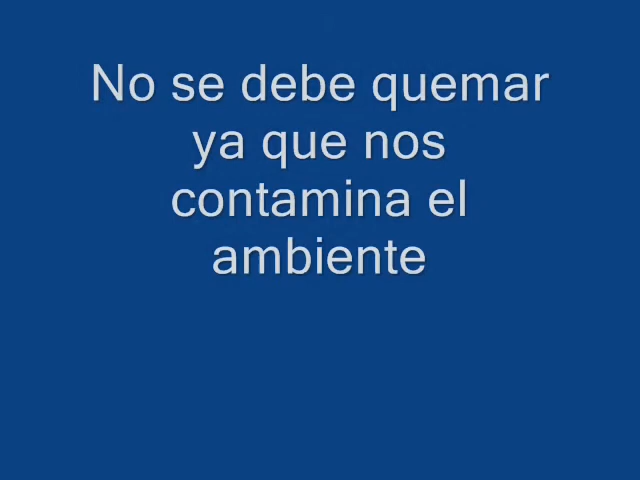 No se debe quemar
ya que nos
contamina el
ambiente